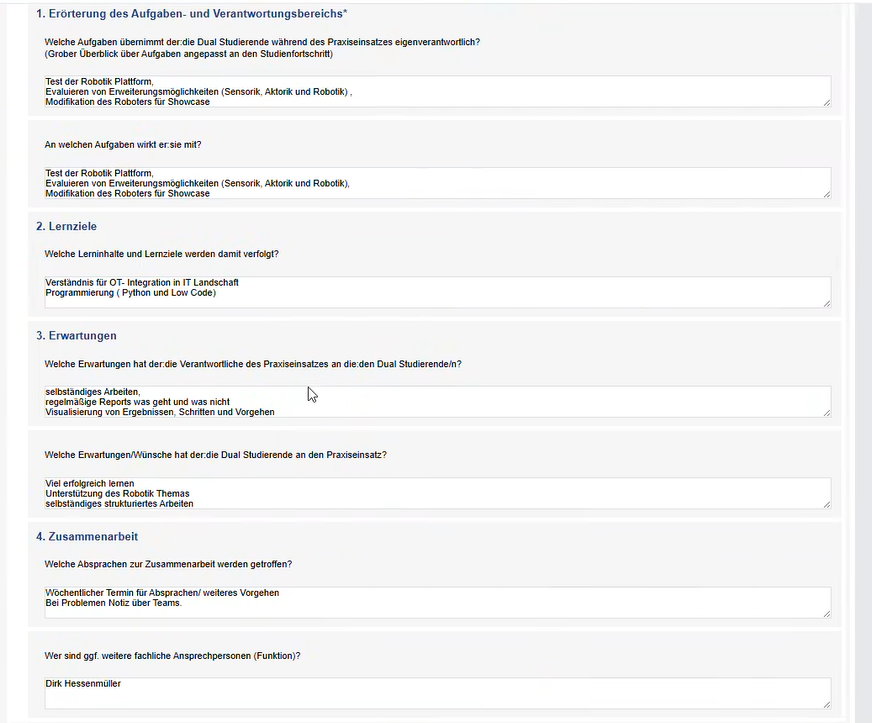 1. Erörterung des Aufgaben- und Verantwortungsbereichs*
Welche Aufgaben übernimmt der:die Dual Studierende während des Praxiseinsatzes eigenverantwortlich?
(Grober Überblick über Aufgaben angepasst an den Studienfortschritt)
Test der Robotik Plattform,
Evaluieren von Erweiterungsmöglichkeiten (Sensorik, Aktorik und Robotik) ,
Modifikation des Roboters für Showcase
An welchen Aufgaben wirkt er:sie mit?
Test der Robotik Plattform,
Evaluieren von Erweiterungsmöglichkeiten (Sensorik, Aktorik und Robotik),
Modifikation des Roboters für Showcase
2. Lernziele
Welche Lerninhalte und Lernziele werden damit verfolgt?
Verständnis für OT- Integration in IT Landschaft
Programmierung ( Python und Low Code)
3. Erwartungen
Welche Erwartungen hat der:die Verantwortliche des Praxiseinsatzes an die:den Dual Studierende/n?
selbständiges Arbeiten,
regelmäßige Reports was geht und was nicht
Visualisierung von Ergebnissen, Schritten und Vorgehen
Welche Erwartungen/Wünsche hat der:die Dual Studierende an den Praxiseinsatz?
Viel erfolgreich lernen
Unterstützung des Robotik Themas
selbständiges strukturiertes Arbeiten
4. Zusammenarbeit
Welche Absprachen zur Zusammenarbeit werden getroffen?
Wöchentlicher Termin für Absprachen/ weiteres Vorgehen
Bei Problemen Notiz über Teams.
Wer sind ggf. weitere fachliche Ansprechpersonen (Funktion)?
Dirk Hessenmüller